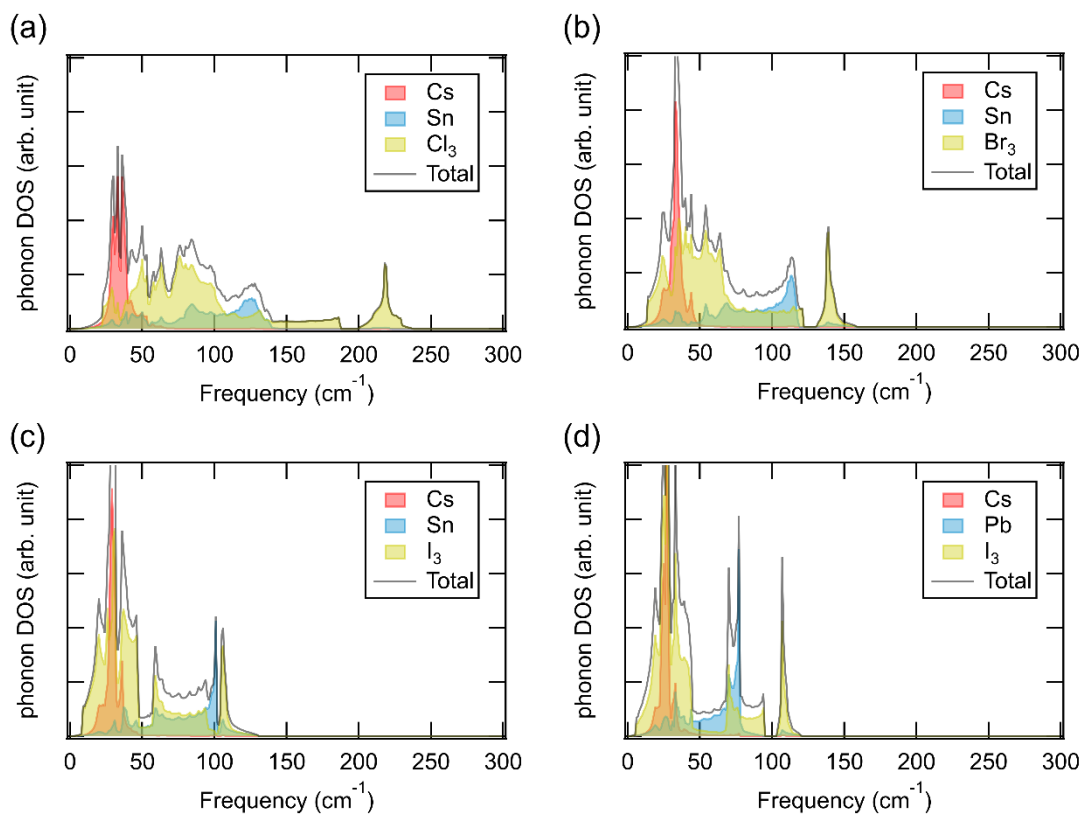 (a)
phonon DOS (arb. unit)
Cs
Sn
Cl₃
Total
0 50 100 150 200 250 300
Frequency (cm⁻¹)
(b)
phonon DOS (arb. unit)
Cs
Sn
Br₃
Total
0 50 100 150 200 250 300
Frequency (cm⁻¹)
(c)
phonon DOS (arb. unit)
Cs
Sn
I₃
Total
0 50 100 150 200 250 300
Frequency (cm⁻¹)
(d)
phonon DOS (arb. unit)
Cs
Pb
I₃
Total
0 50 100 150 200 250 300
Frequency (cm⁻¹)